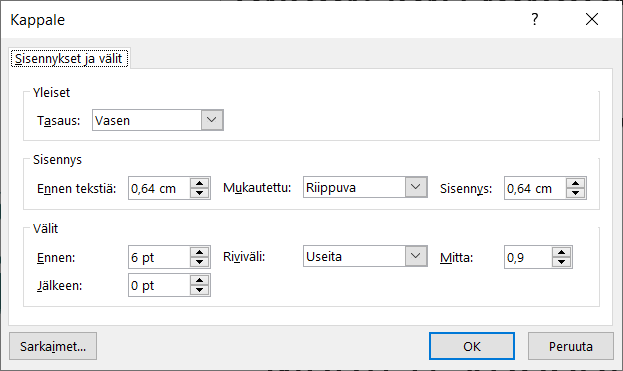 Kappale
Sisennykset ja välit
Yleiset
Tasaus: Vasen
Sisennys
Ennen tekstiä: 0,64 cm Mukautettu: Riippuva Sisennys: 0,64 cm
Välit
Ennen: 6 pt Riviväli: Useita Mitta: 0,9
Jälkeen: 0 pt
Sarkaimet... OK Peruuta